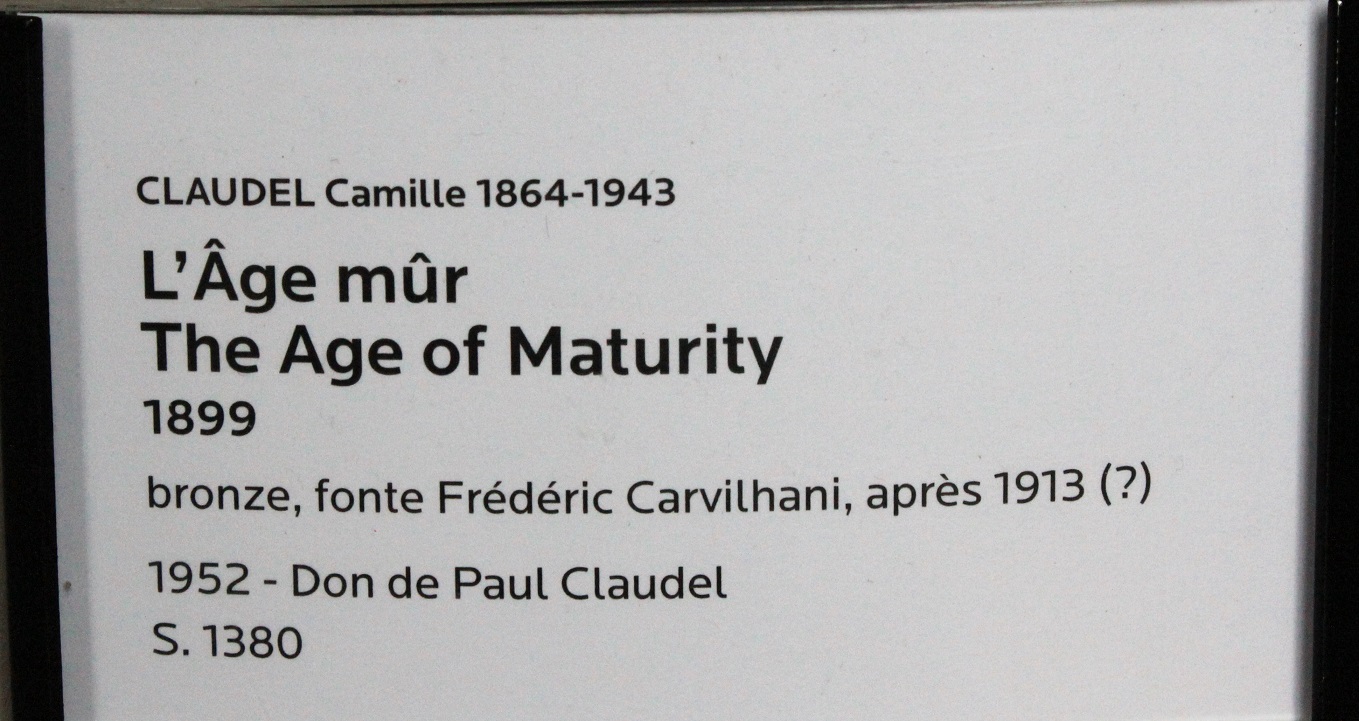 CLAUDEL Camille 1864-1943
L'Âge mûr
The Age of Maturity
1899
bronze, fonte Frédéric Carvilhani, après 1913 (?)
1952 - Don de Paul Claudel
S. 1380